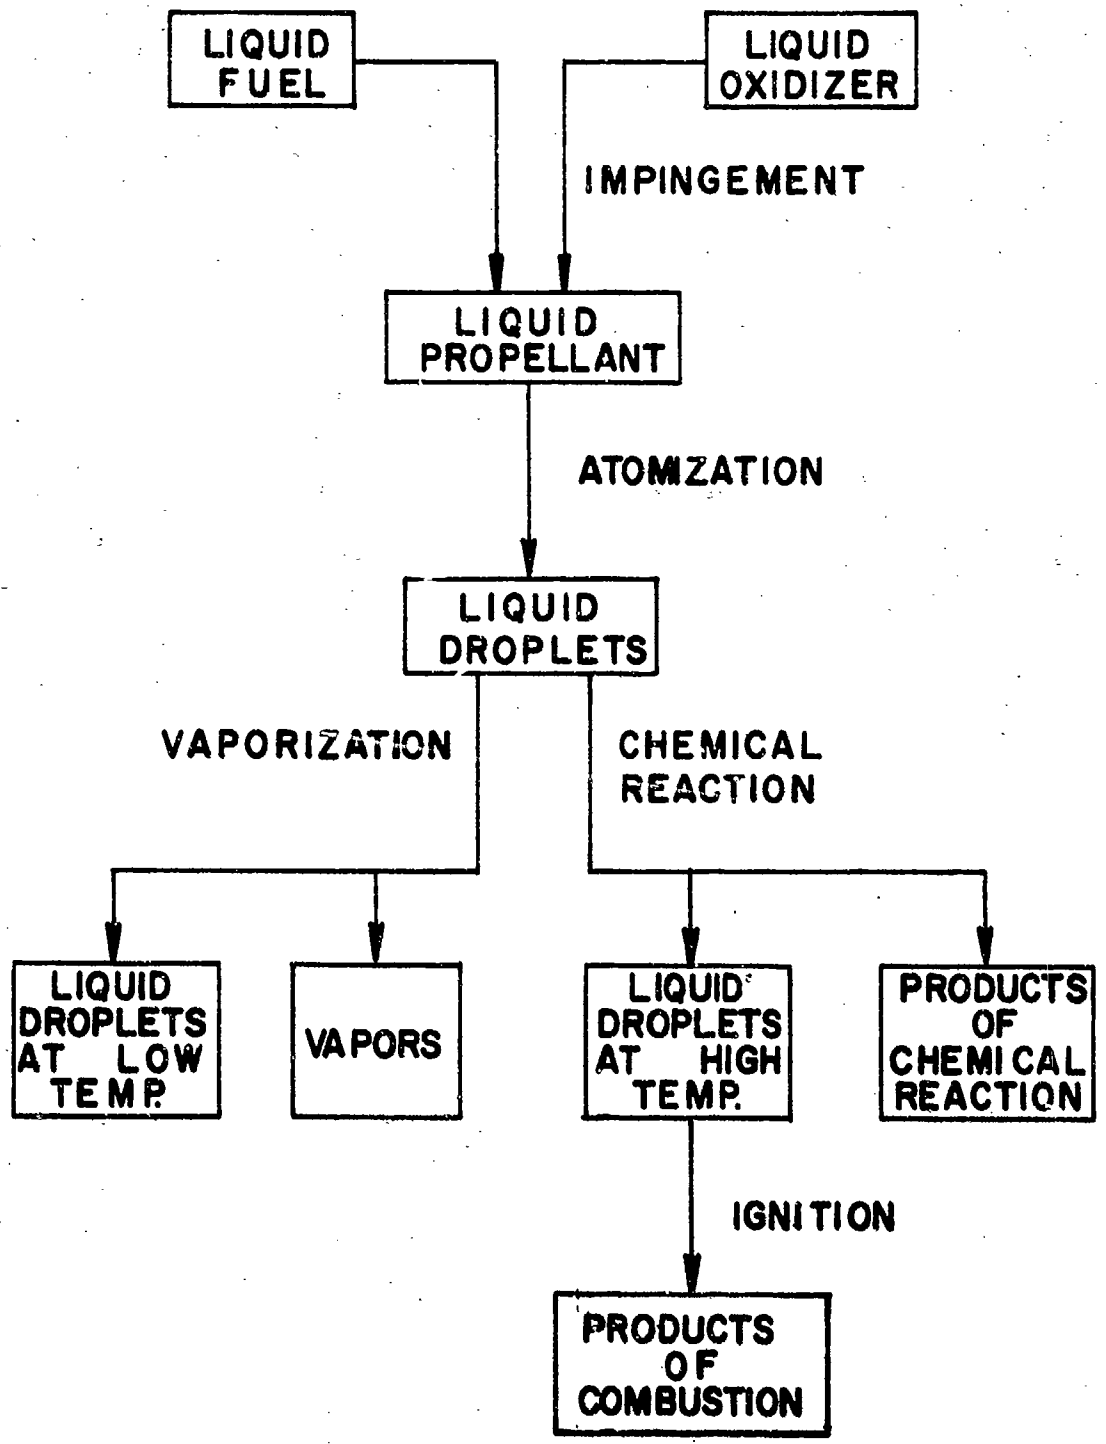 LIQUID
FUEL
LIQUID
OXIDIZER
IMPINGEMENT
LIQUID
PROPELLANT
ATOMIZATION
LIQUID
DROPLETS
VAPORIZATION
CHEMICAL
REACTION
LIQUID
DROPLETS
AT LOW
TEMP.
VAPORS
LIQUID
DROPLETS
AT HIGH
TEMP.
PRODUCTS
OF
CHEMICAL
REACTION
IGNITION
PRODUCTS
OF
COMBUSTION